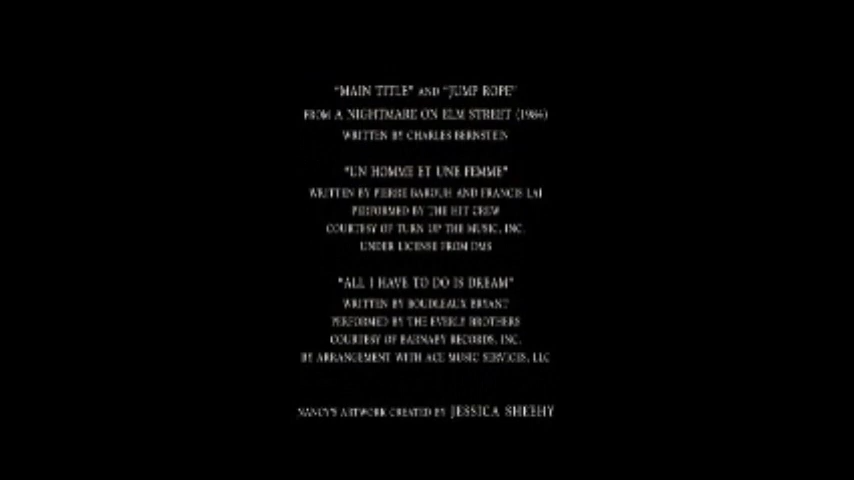 "MAIN TITLE" AND "JUMP ROPE"
FROM A NIGHTMARE ON ELM STREET (1984)
WRITTEN BY CHARLES BERNSTEIN
"UN HOMME ET UNE FEMME"
WRITTEN BY PIERRE BAROUH AND FRANCIS LAI
PERFORMED BY THE HIT CREW
COURTESY OF TURN UP THE MUSIC, INC.
UNDER LICENSE FROM DMS
"ALL I HAVE TO DO IS DREAM"
WRITTEN BY BOUDLEAUX BRYANT
PERFORMED BY THE EVERLY BROTHERS
COURTESY OF BARNABY RECORDS, INC.
BY ARRANGEMENT WITH ACE MUSIC SERVICES, LLC
NANCY'S ARTWORK CREATED BY JESSICA SHEEHY